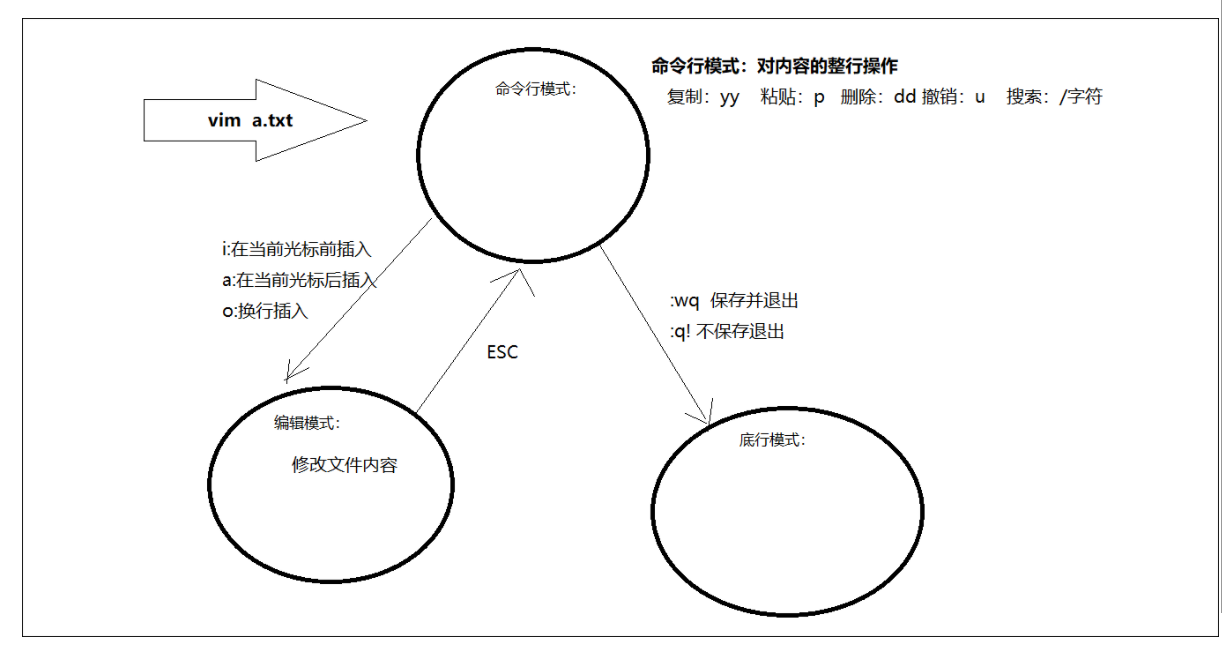 命令行模式：对内容的整行操作
命令行模式：
复制：yy 粘贴：p 删除：dd 撤销：u 搜索：/字符
vim a.txt
i:在当前光标前插入
a:在当前光标后插入
o:换行插入
:wq 保存并退出
:q! 不保存退出
ESC
编辑模式：
修改文件内容
底行模式：